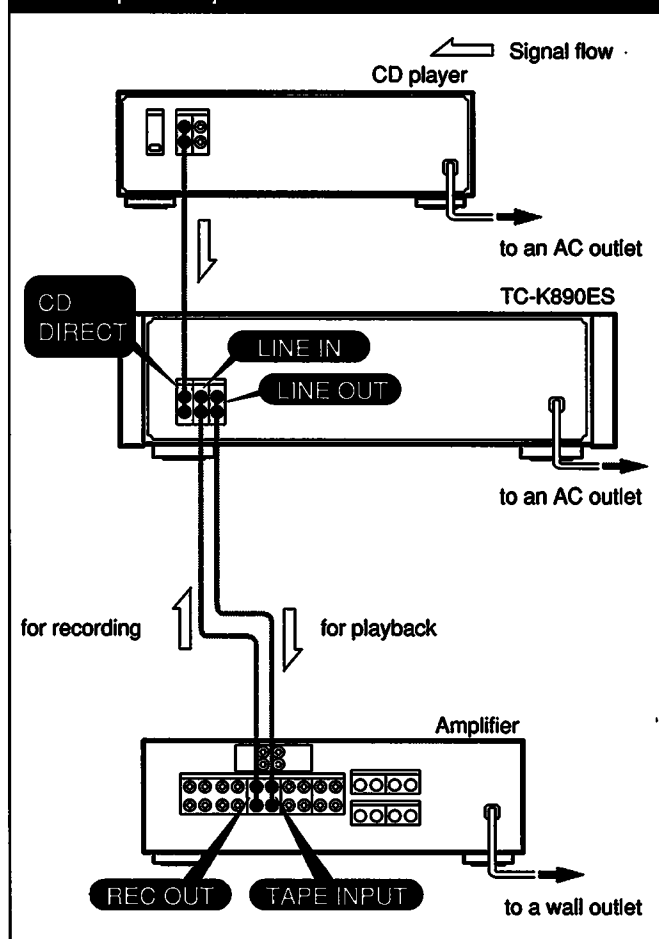 Signal flow
CD player
to an AC outlet
TC-K890ES
CD
DIRECT
LINE IN
LINE OUT
to an AC outlet
for recording
for playback
Amplifier
REC OUT
TAPE INPUT
to a wall outlet